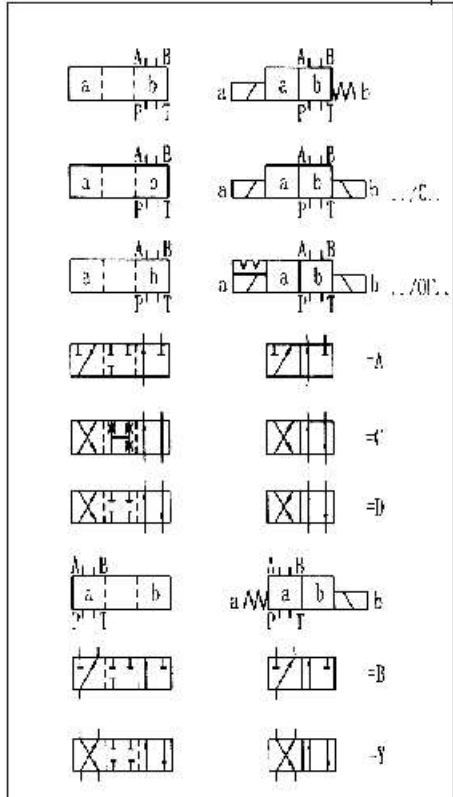 A B A B
a b a a b b
P T P T
A B A B
a b a a b b ../O..
P T P T
A B A B
a b a a b b ../OF..
P T P T
=A
=C
=D
A B A B
a b a a b b
P T P T
=B
=Y